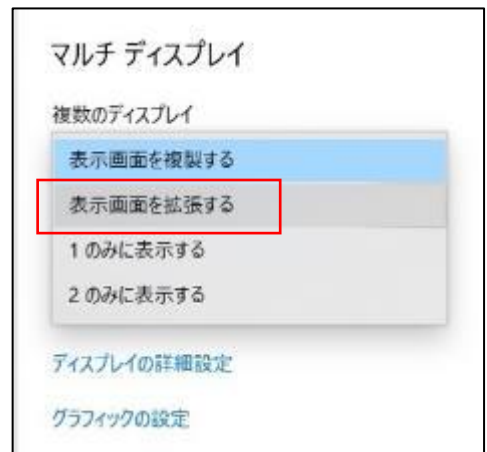 マルチ ディスプレイ
複数のディスプレイ
表示画面を複製する
表示画面を拡張する
1 のみに表示する
2 のみに表示する
ディスプレイの詳細設定
グラフィックの設定